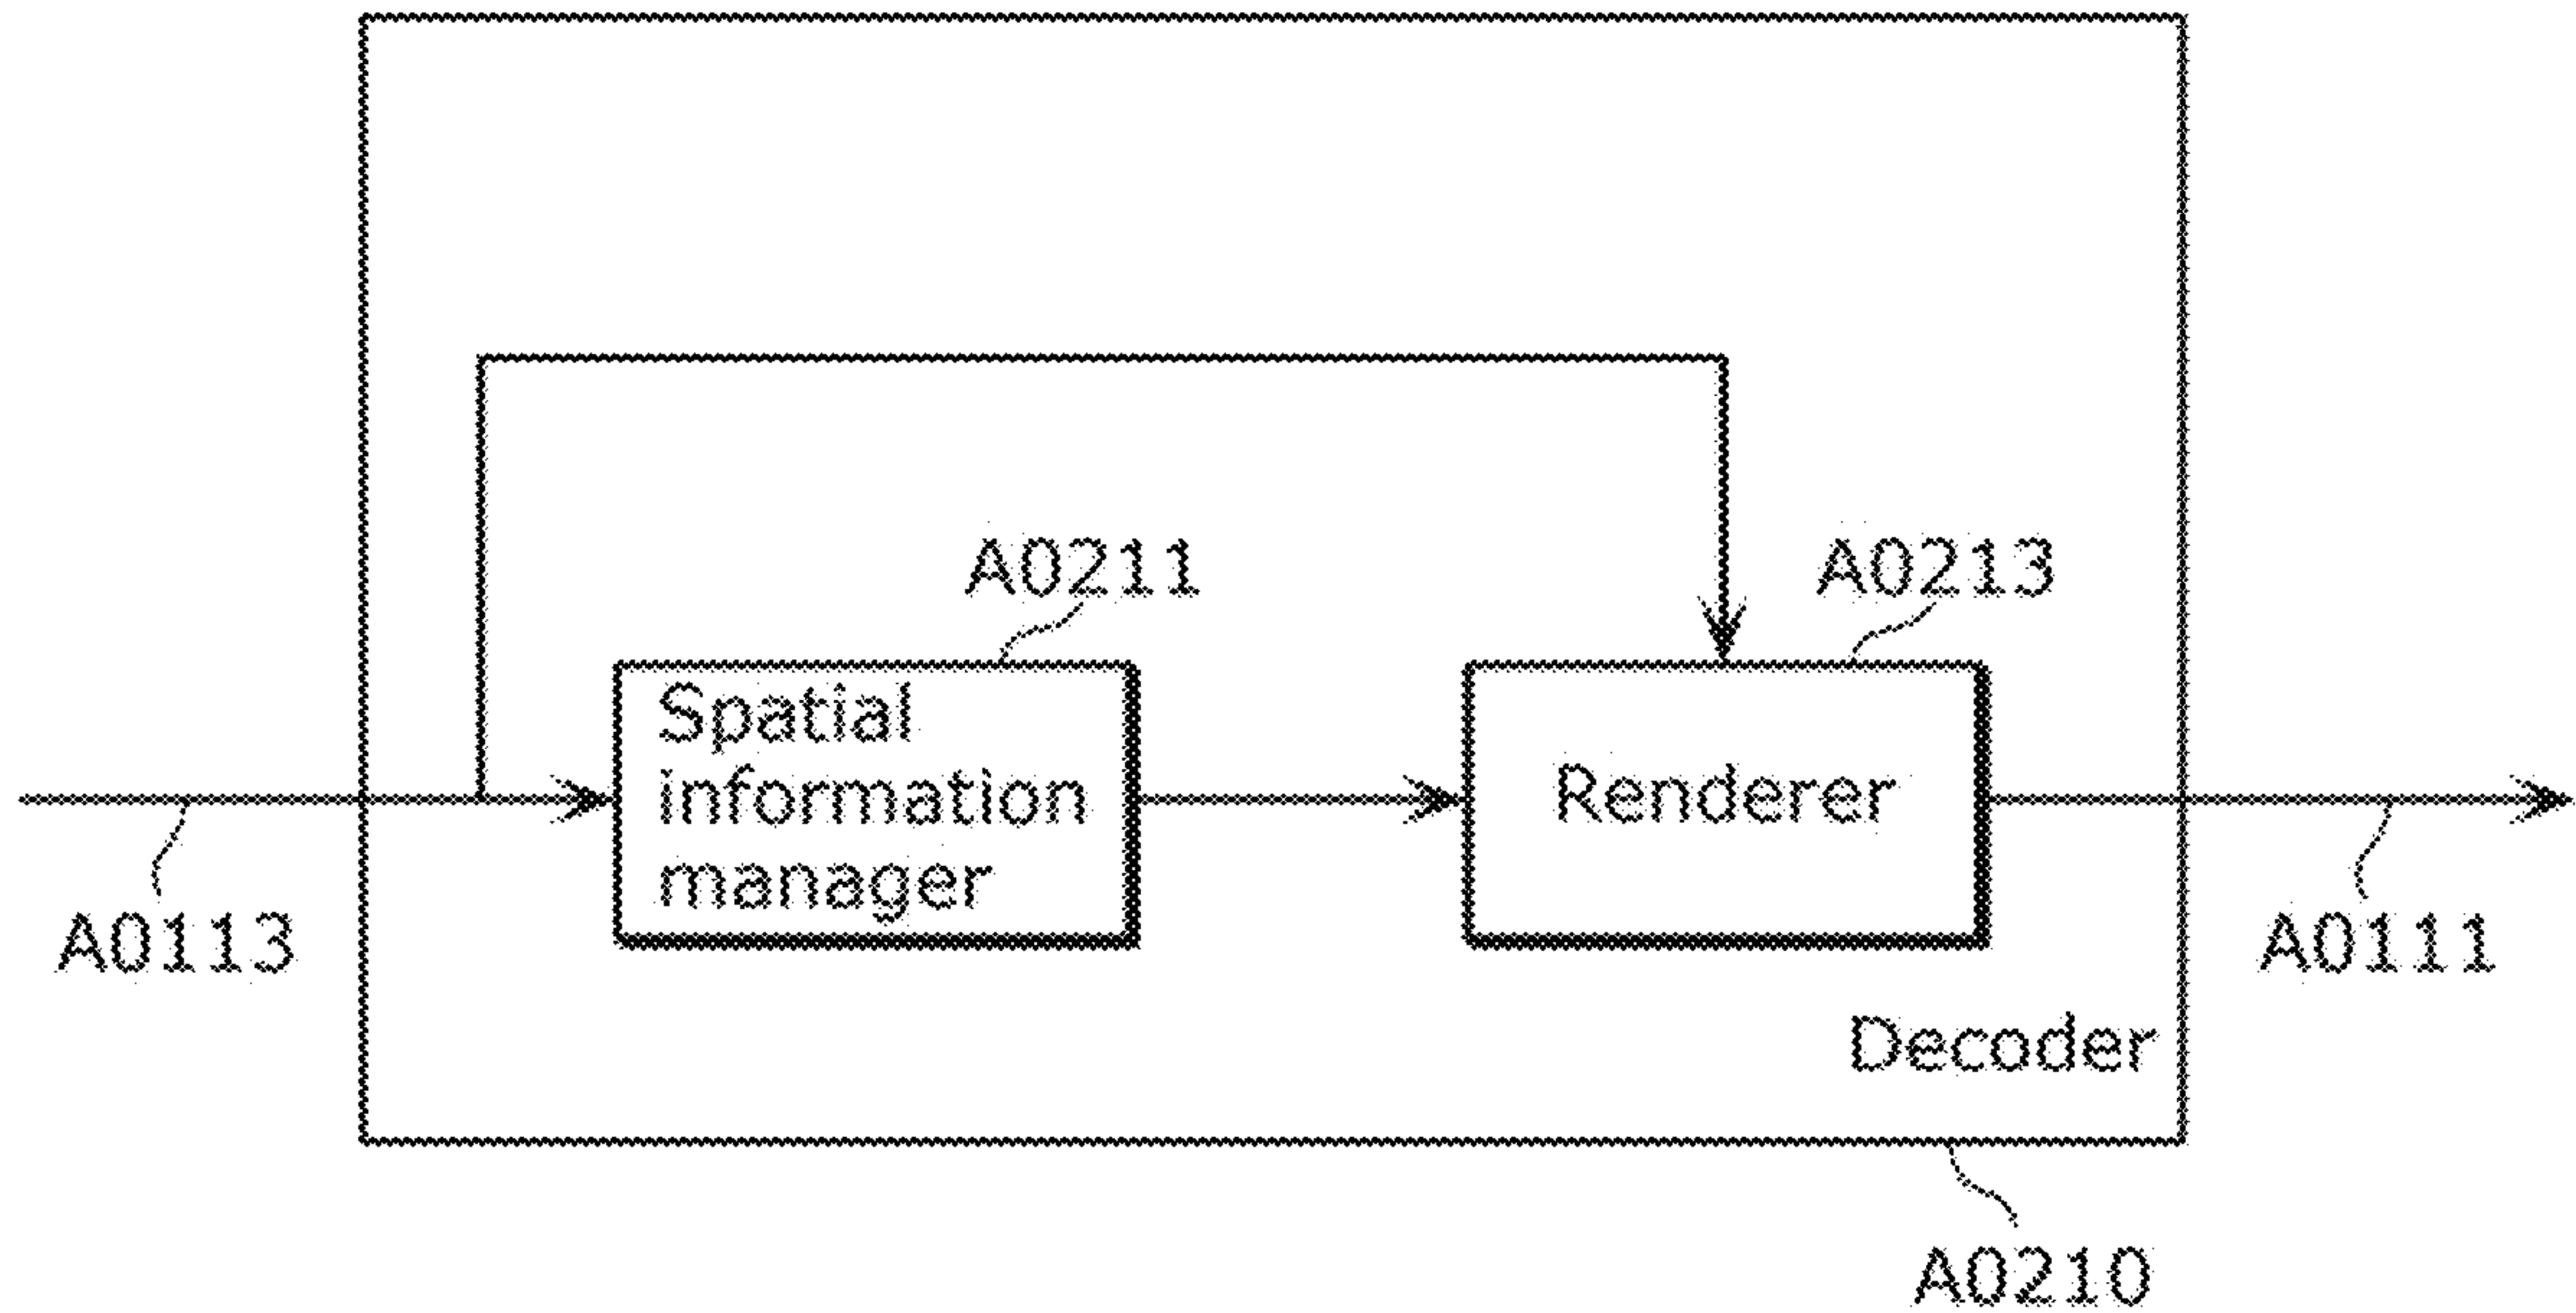 A0211
A0213
Spatial
information
manager
Renderer
A0113
A0111
Decoder
A0210